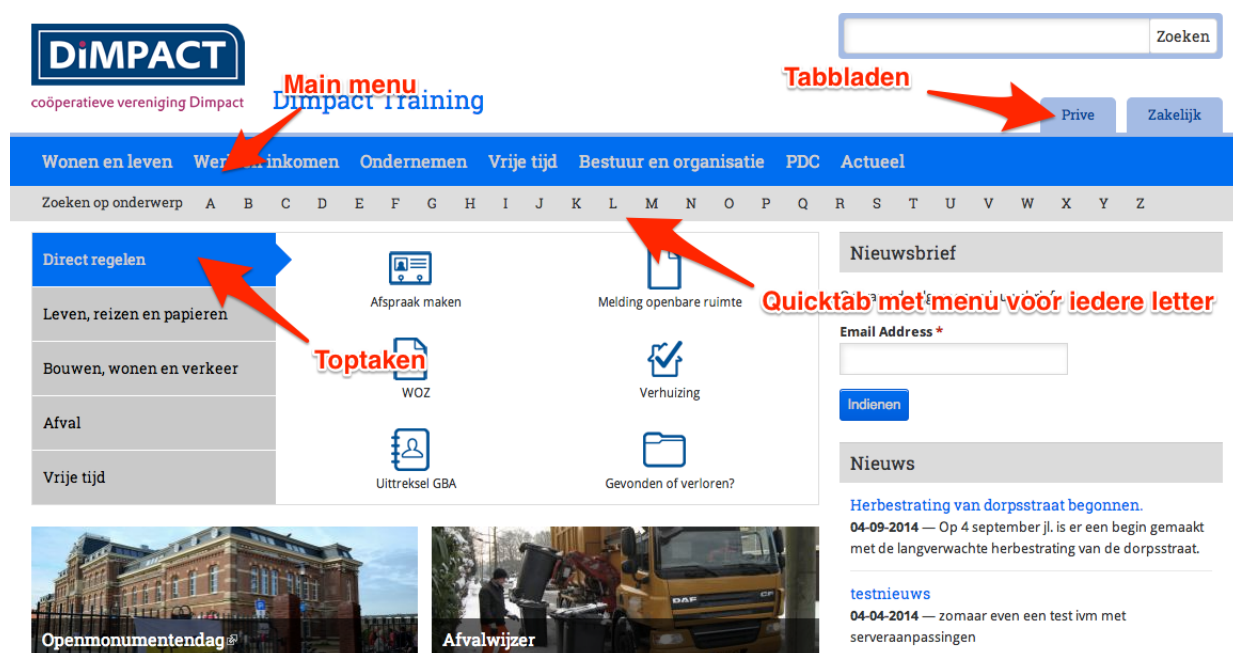 DiMPACT
coöperatieve vereniging Dimpact
Main menu
Dimpact Training
Zoeken
Tabbladen
Prive
Zakelijk
Wonen en leven Werk en inkomen Ondernemen Vrije tijd Bestuur en organisatie PDC Actueel
Zoeken op onderwerp A B C D E F G H I J K L M N O P Q R S T U V W X Y Z
Direct regelen
Leven, reizen en papieren
Bouwen, wonen en verkeer
Afval
Vrije tijd
Toptaken
Afspraak maken
Melding openbare ruimte
WOZ
Verhuizing
Uittreksel GBA
Gevonden of verloren?
Quicktab met menu voor iedere letter
Nieuwsbrief
Email Address *
Indienen
Nieuws
Herbestrating van dorpsstraat begonnen.
04-09-2014 — Op 4 september jl. is er een begin gemaakt
met de langverwachte herbestrating van de dorpsstraat.
testnieuws
04-04-2014 — zomaar even een test ivm met
serveraanpassingen
Openmonumentendag
Afvalwijzer
DAF CF